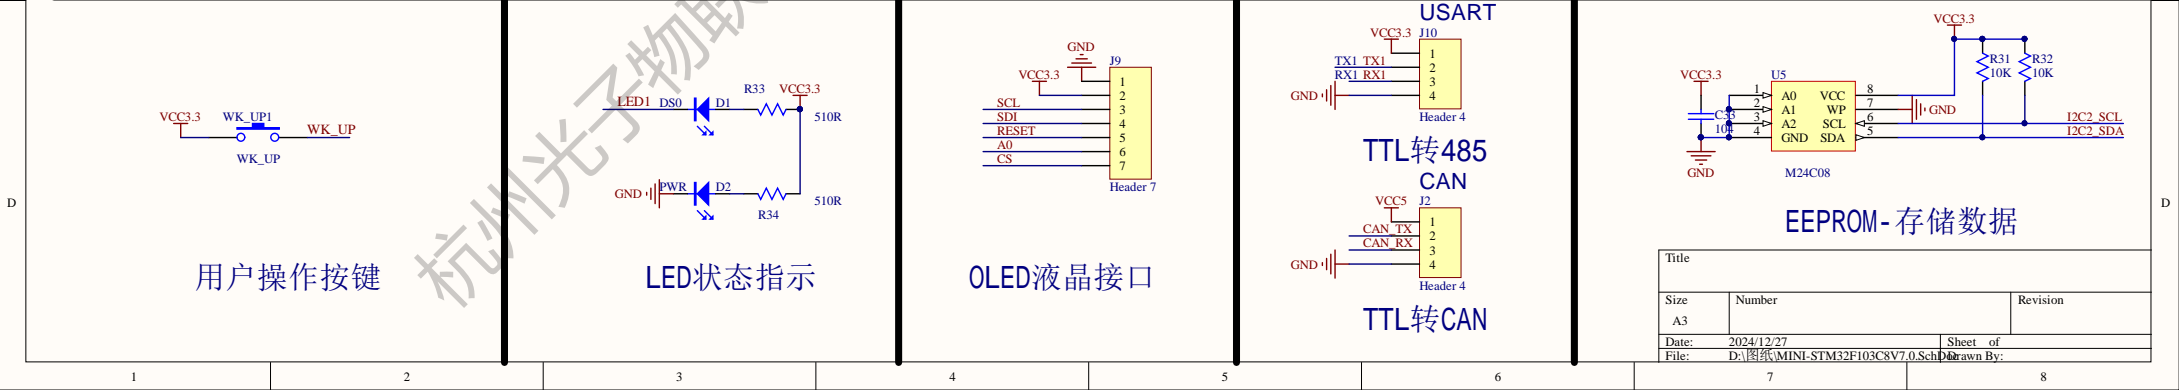 VCC3.3
WK_UP1
WK_UP
WK_UP
用户操作按键
LED1
DS0
D1
R33
VCC3.3
510R
GND
PWR
D2
R34
510R
LED状态指示
杭州光子物联
GND
J9
VCC3.3
1
2
SCL
3
SDI
4
RESET
5
A0
6
CS
7
Header 7
OLED液晶接口
USART
VCC3.3
J10
1
TX1 TX1
2
RX1 RX1
3
GND
4
Header 4
TTL转485
CAN
VCC5
J2
1
CAN_TX
2
CAN_RX
3
GND
4
Header 4
TTL转CAN
VCC3.3
R31
10K
R32
10K
VCC3.3
U5
C33
104
GND
1 A0 VCC 8
2 A1 WP 7
GND
3 A2 SCL 6
I2C2_SCL
4 GND SDA 5
I2C2_SDA
M24C08
EEPROM-存储数据
Title
Size
A3
Number
Revision
Date:
2024/12/27
Sheet of
File:
D:\图纸\MINI-STM32F103C8V7.0.SchDoc
Drawn By:
D
D
1
2
3
4
5
6
7
8